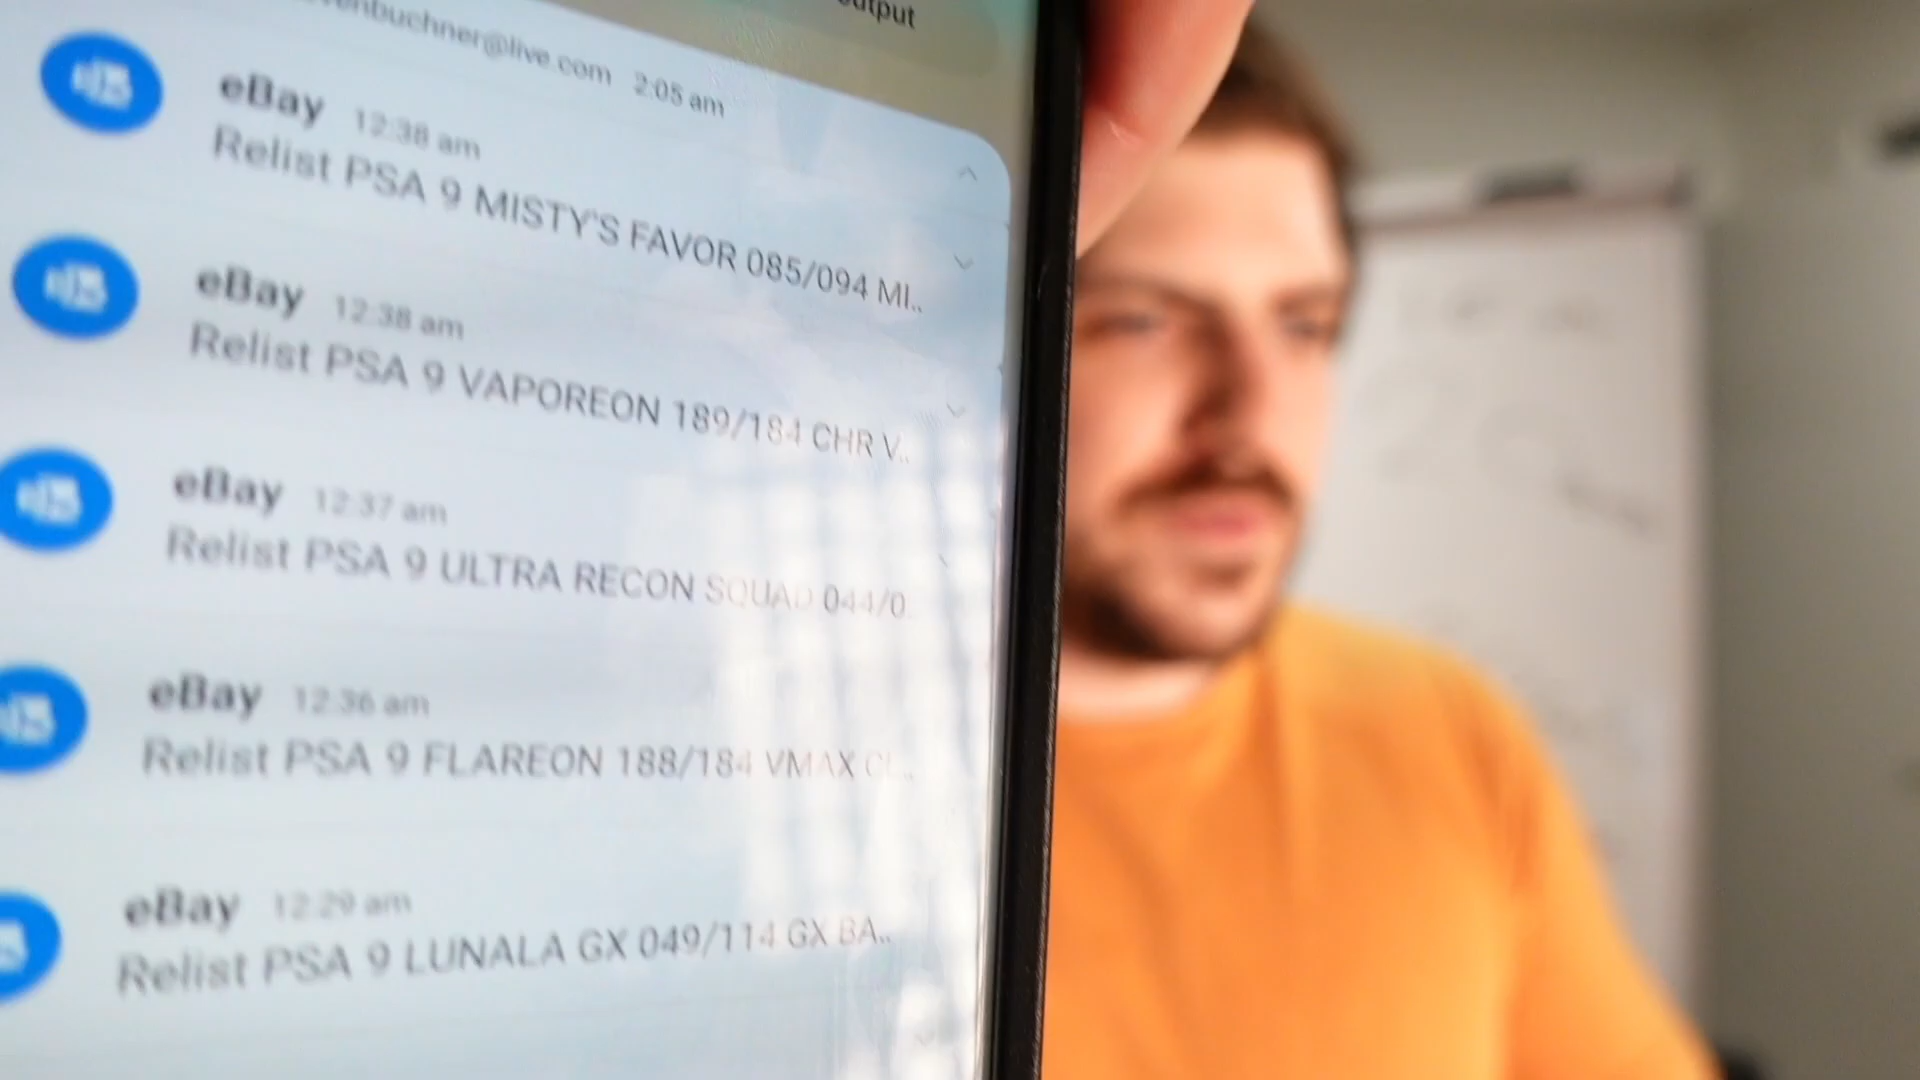 output
enbuchner@live.com 2:05 am
eBay 12:38 am
Relist PSA 9 MISTY'S FAVOR 085/094 MI..
eBay 12:38 am
Relist PSA 9 VAPOREON 189/184 CHR V..
eBay 12:37 am
Relist PSA 9 ULTRA RECON SQUAD 044/0
eBay 12:36 am
Relist PSA 9 FLAREON 188/184 VMAX CL..
eBay 12:29 am
Relist PSA 9 LUNALA GX 049/114 GX BA..